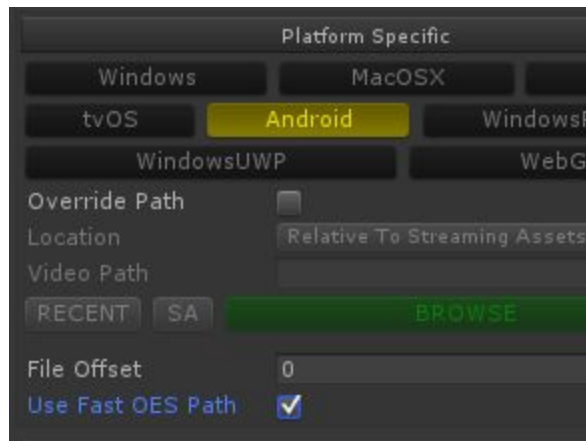 Platform Specific
Windows MacOSX
tvOS Android
WindowsUWP
Override Path
Location Relative To Streaming Assets
Video Path
RECENT SA BROWSE
File Offset 0
Use Fast OES Path